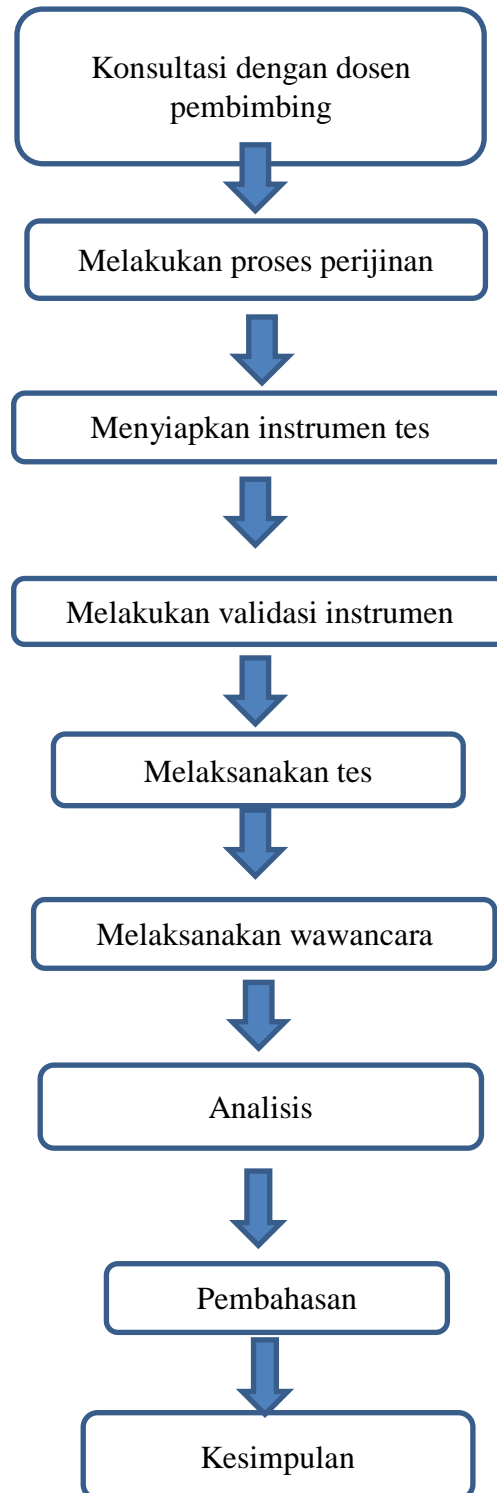 Konsultasi dengan dosen
pembimbing
Melakukan proses perijinan
Menyiapkan instrumen tes
Melakukan validasi instrumen
Melaksanakan tes
Melaksanakan wawancara
Analisis
Pembahasan
Kesimpulan